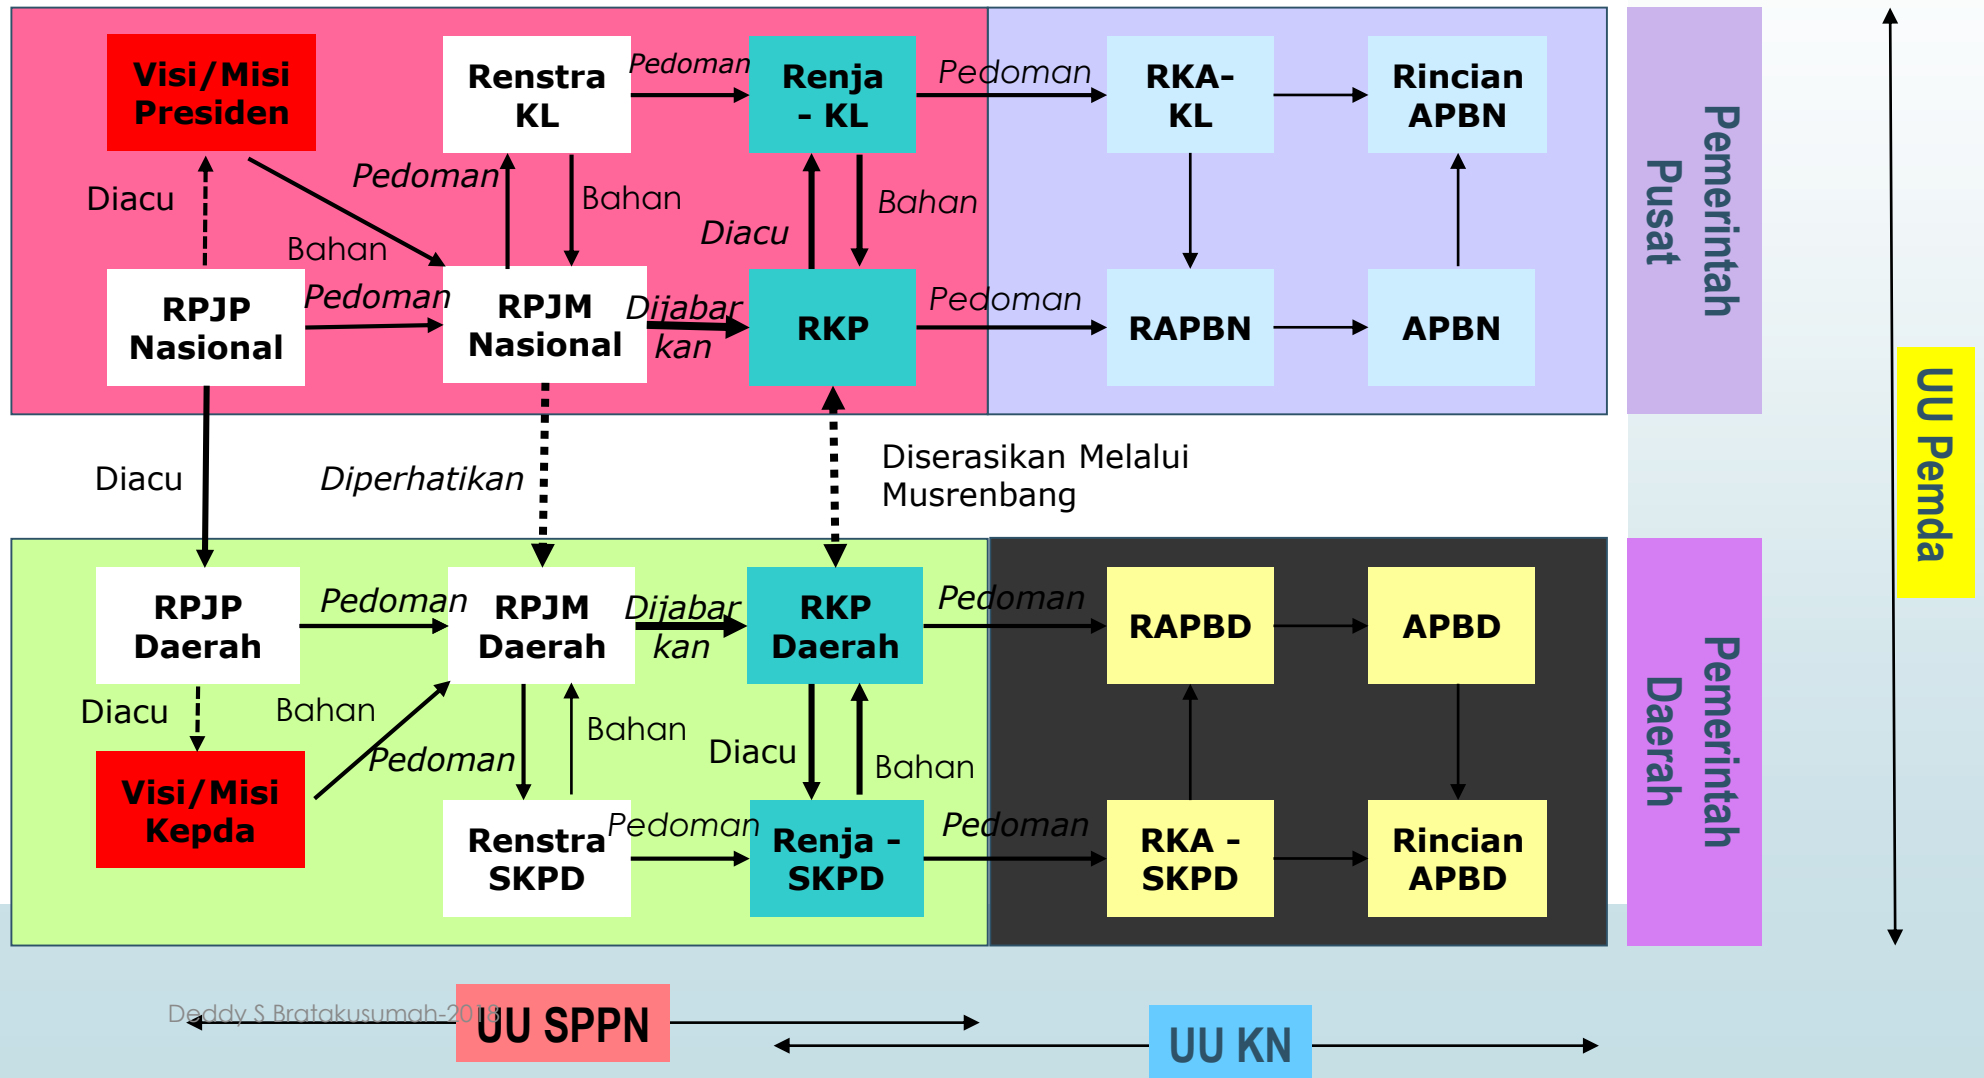 Visi/Misi
Presiden
Renstra
KL
Pedoman
Renja
- KL
Pedoman
RKA-
KL
Rincian
APBN
Diacu
Pedoman
Bahan
Diacu
Bahan
Bahan
RPJP
Nasional
Pedoman
RPJM
Nasional
Dijabar
kan
RKP
Pedoman
RAPBN
APBN
Pemerintah
Pusat
Diacu
Diperhatikan
Diserasikan Melalui
Musrenbang
UU Pemda
RPJP
Daerah
Pedoman
RPJM
Daerah
Dijabar
kan
RKP
Daerah
Pedoman
RAPBD
APBD
Diacu
Bahan
Pedoman
Bahan
Diacu
Bahan
Visi/Misi
Kepda
Renstra
SKPD
Pedoman
Renja -
SKPD
Pedoman
RKA -
SKPD
Rincian
APBD
Pemerintah
Daerah
Deddy S Bratakusumah-2018
UU SPPN
UU KN